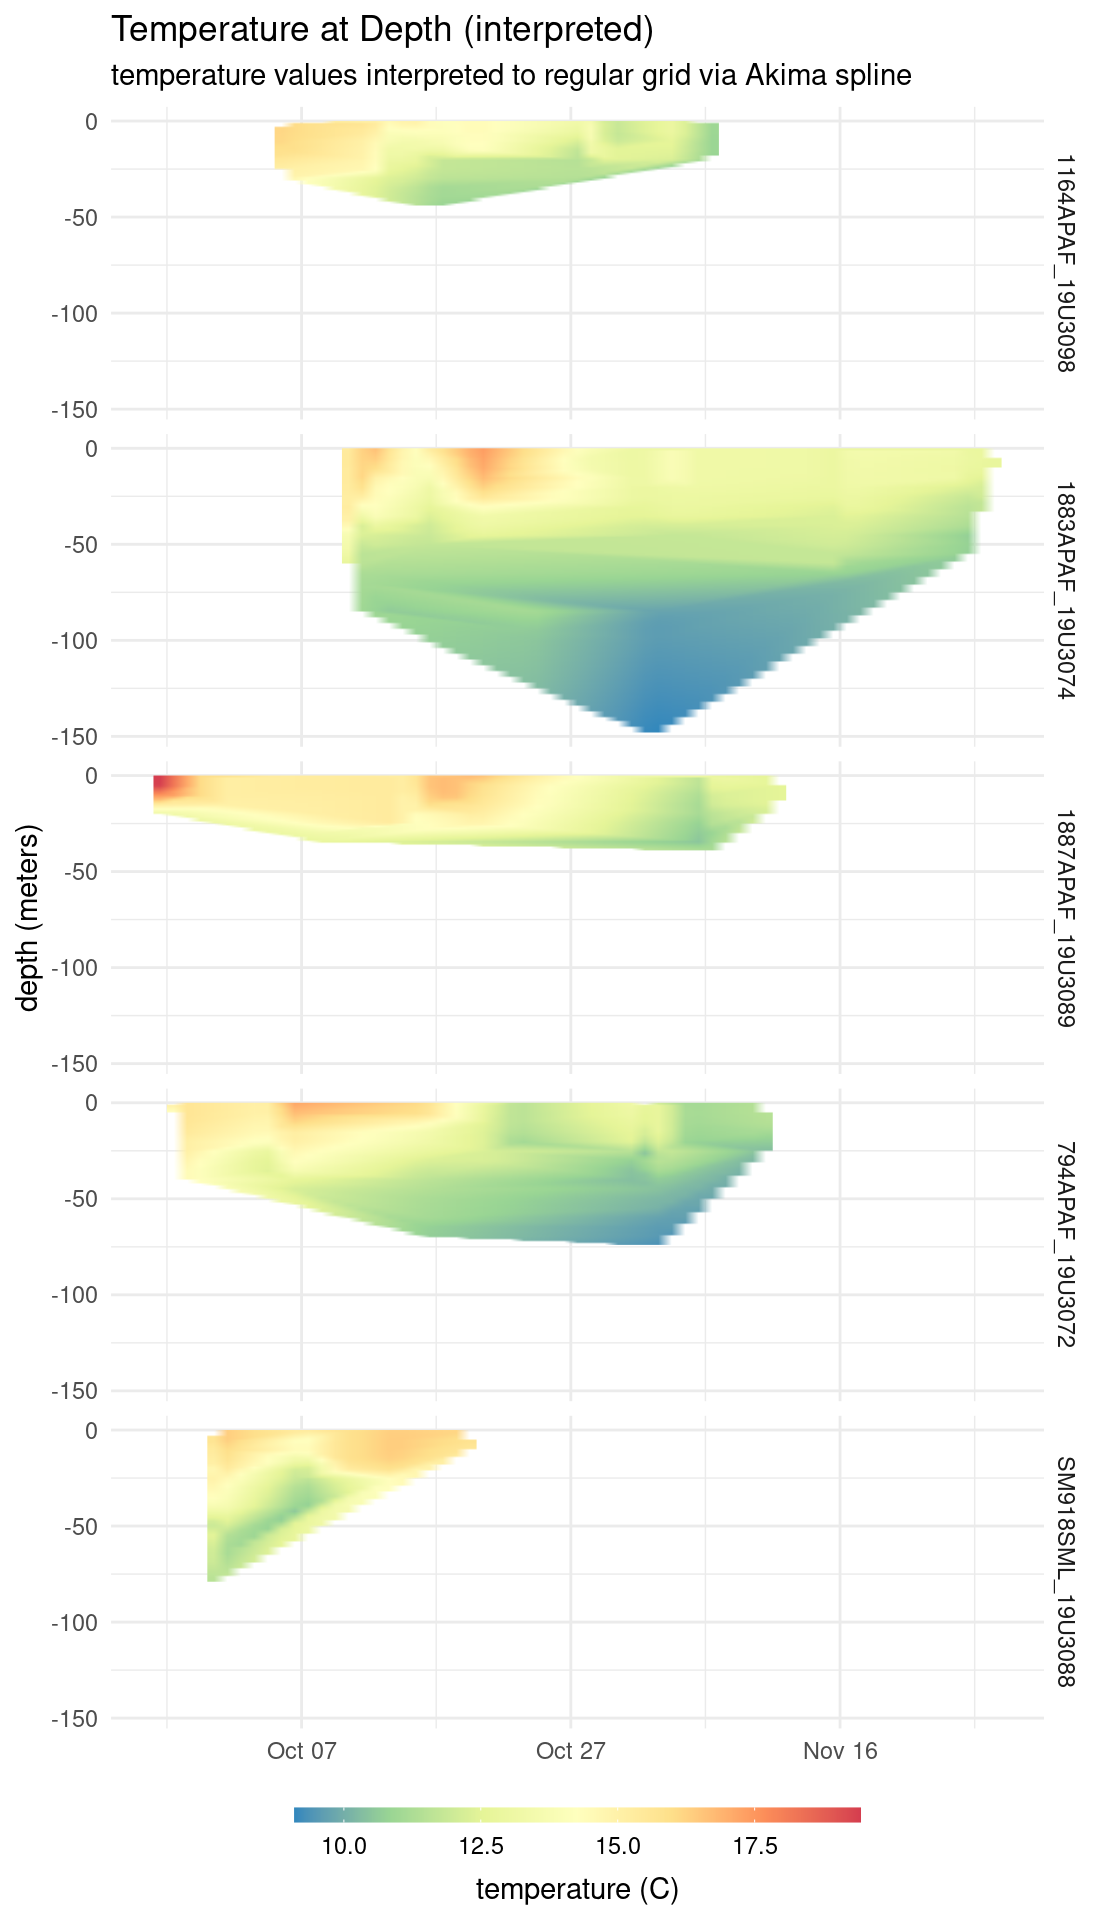 Temperature at Depth (interpreted)
temperature values interpreted to regular grid via Akima spline
0
-50
-100
-150
1164APAF_19U3098
0
-50
-100
-150
1883APAF_19U3074
depth (meters)
0
-50
-100
-150
1887APAF_19U3089
0
-50
-100
-150
794APAF_19U3072
0
-50
-100
-150
SM918SML_19U3088
Oct 07 Oct 27 Nov 16
10.0 12.5 15.0 17.5
temperature (C)